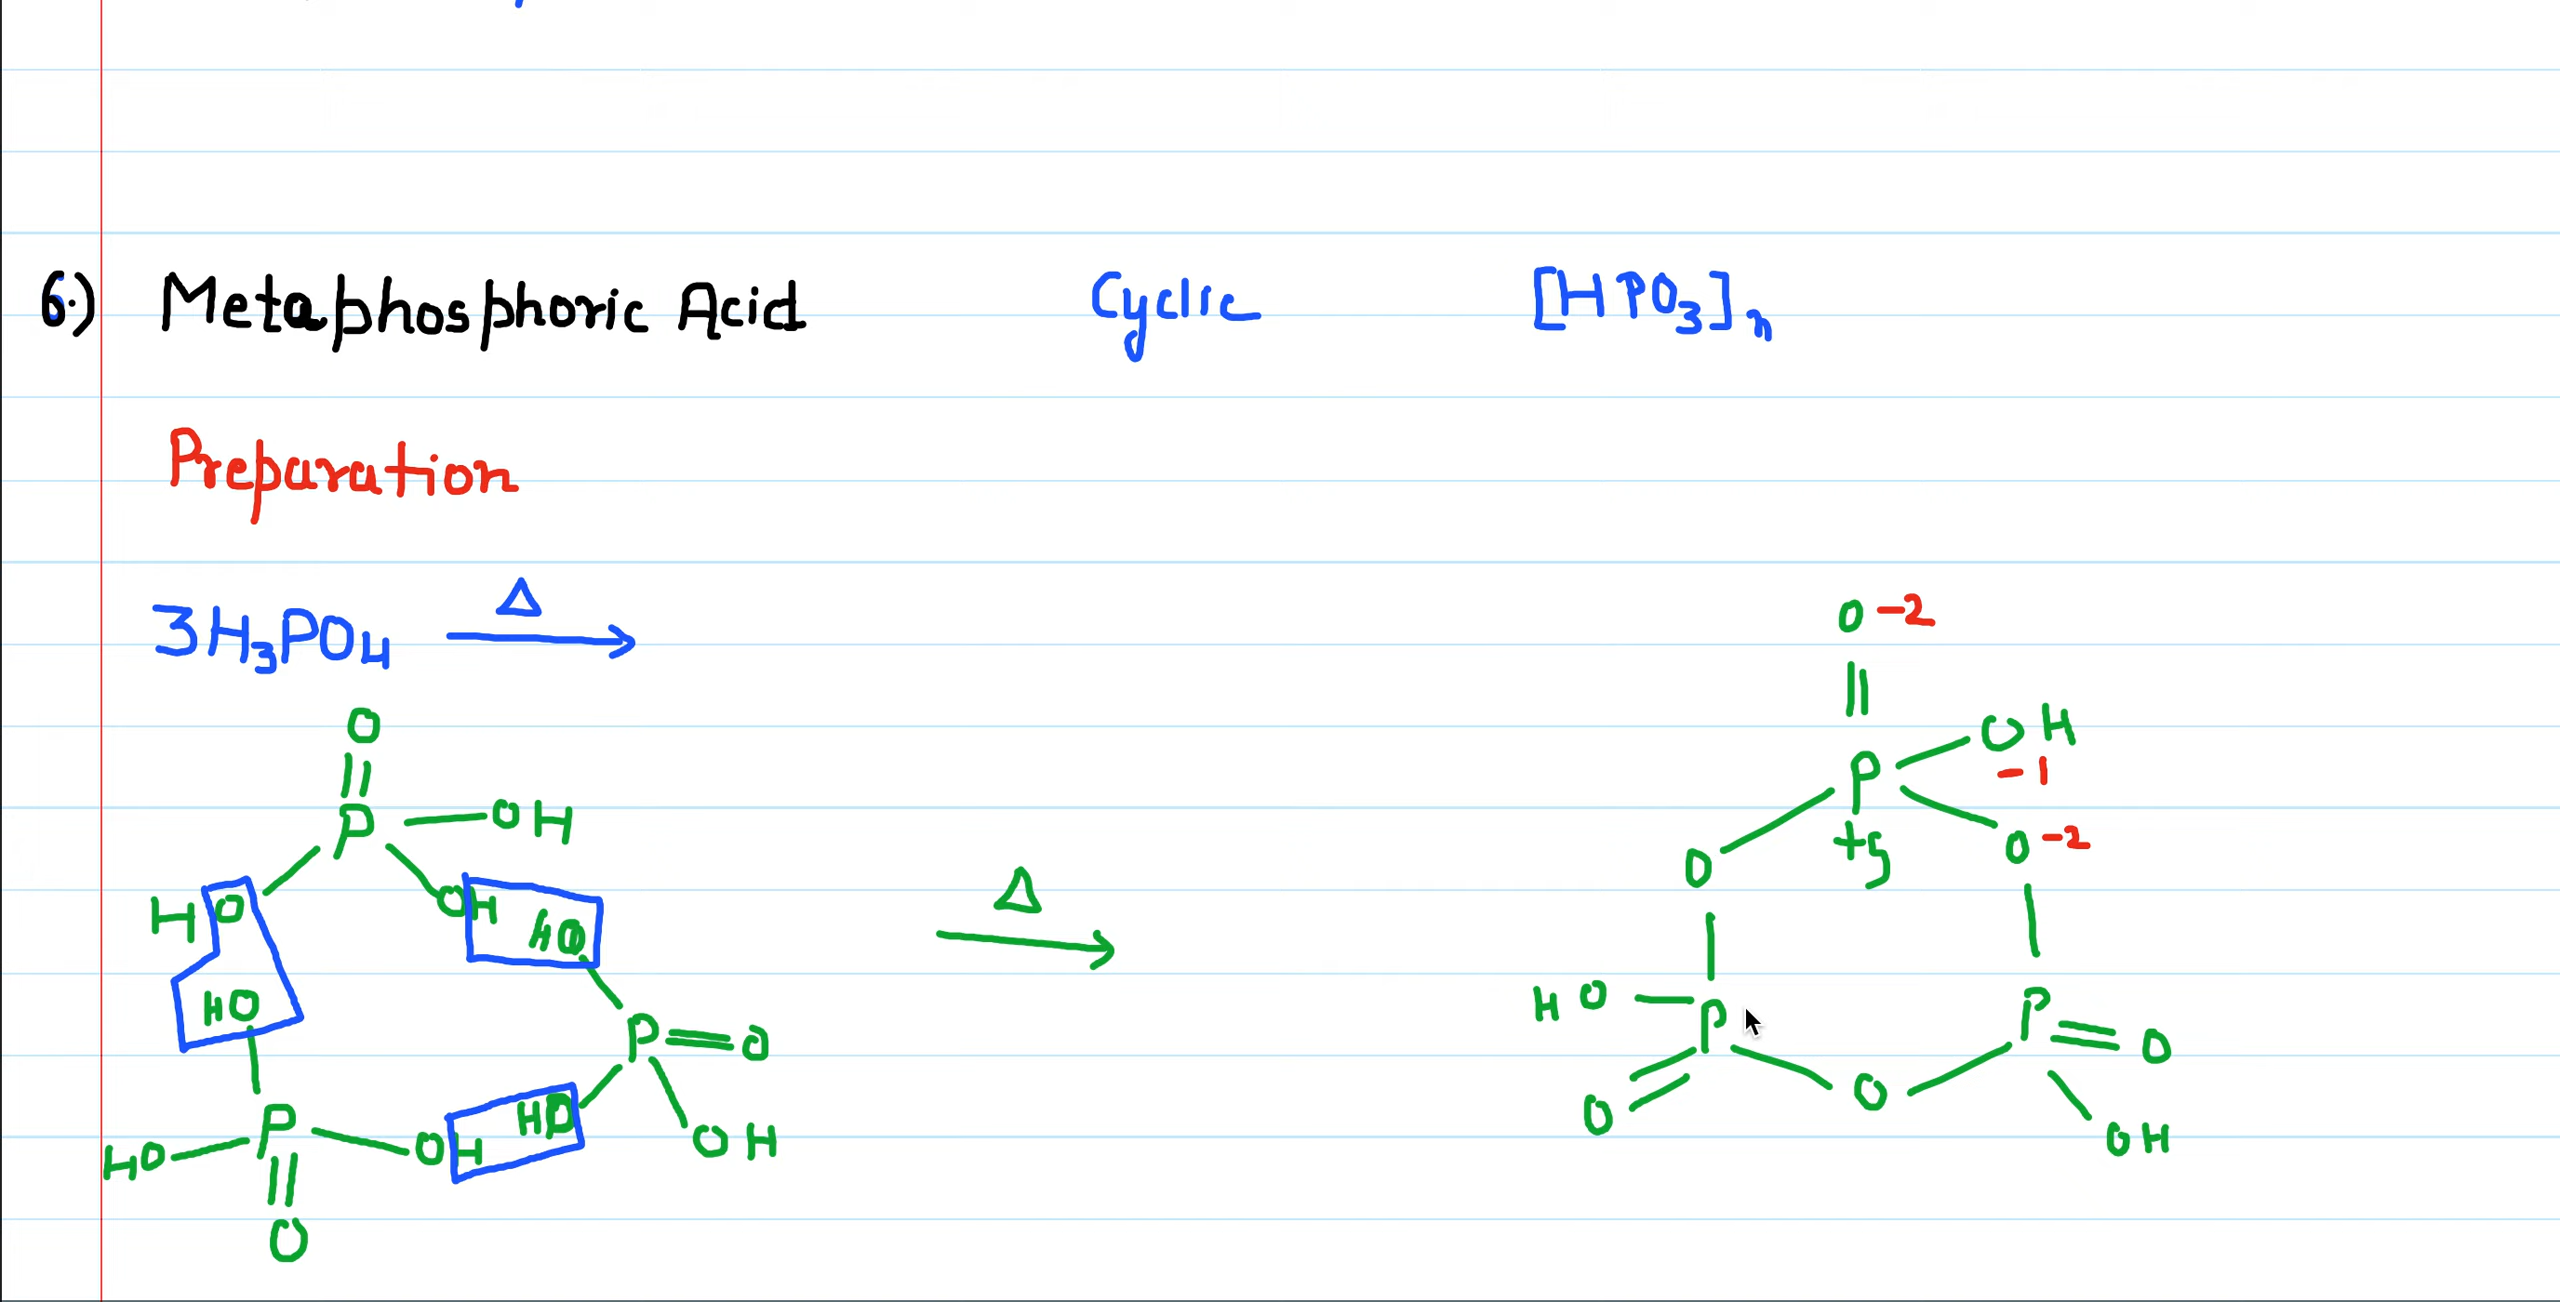 6.) Metaphosphoric Acid Cyclic [HPO3]n
Preparation
3H3PO4 Δ
O -2
O OH
P -1
P OH +5 O -2
O
HO OH HO Δ
HO HO P
HO P O P O
P HO O O
HO OH OH OH
O